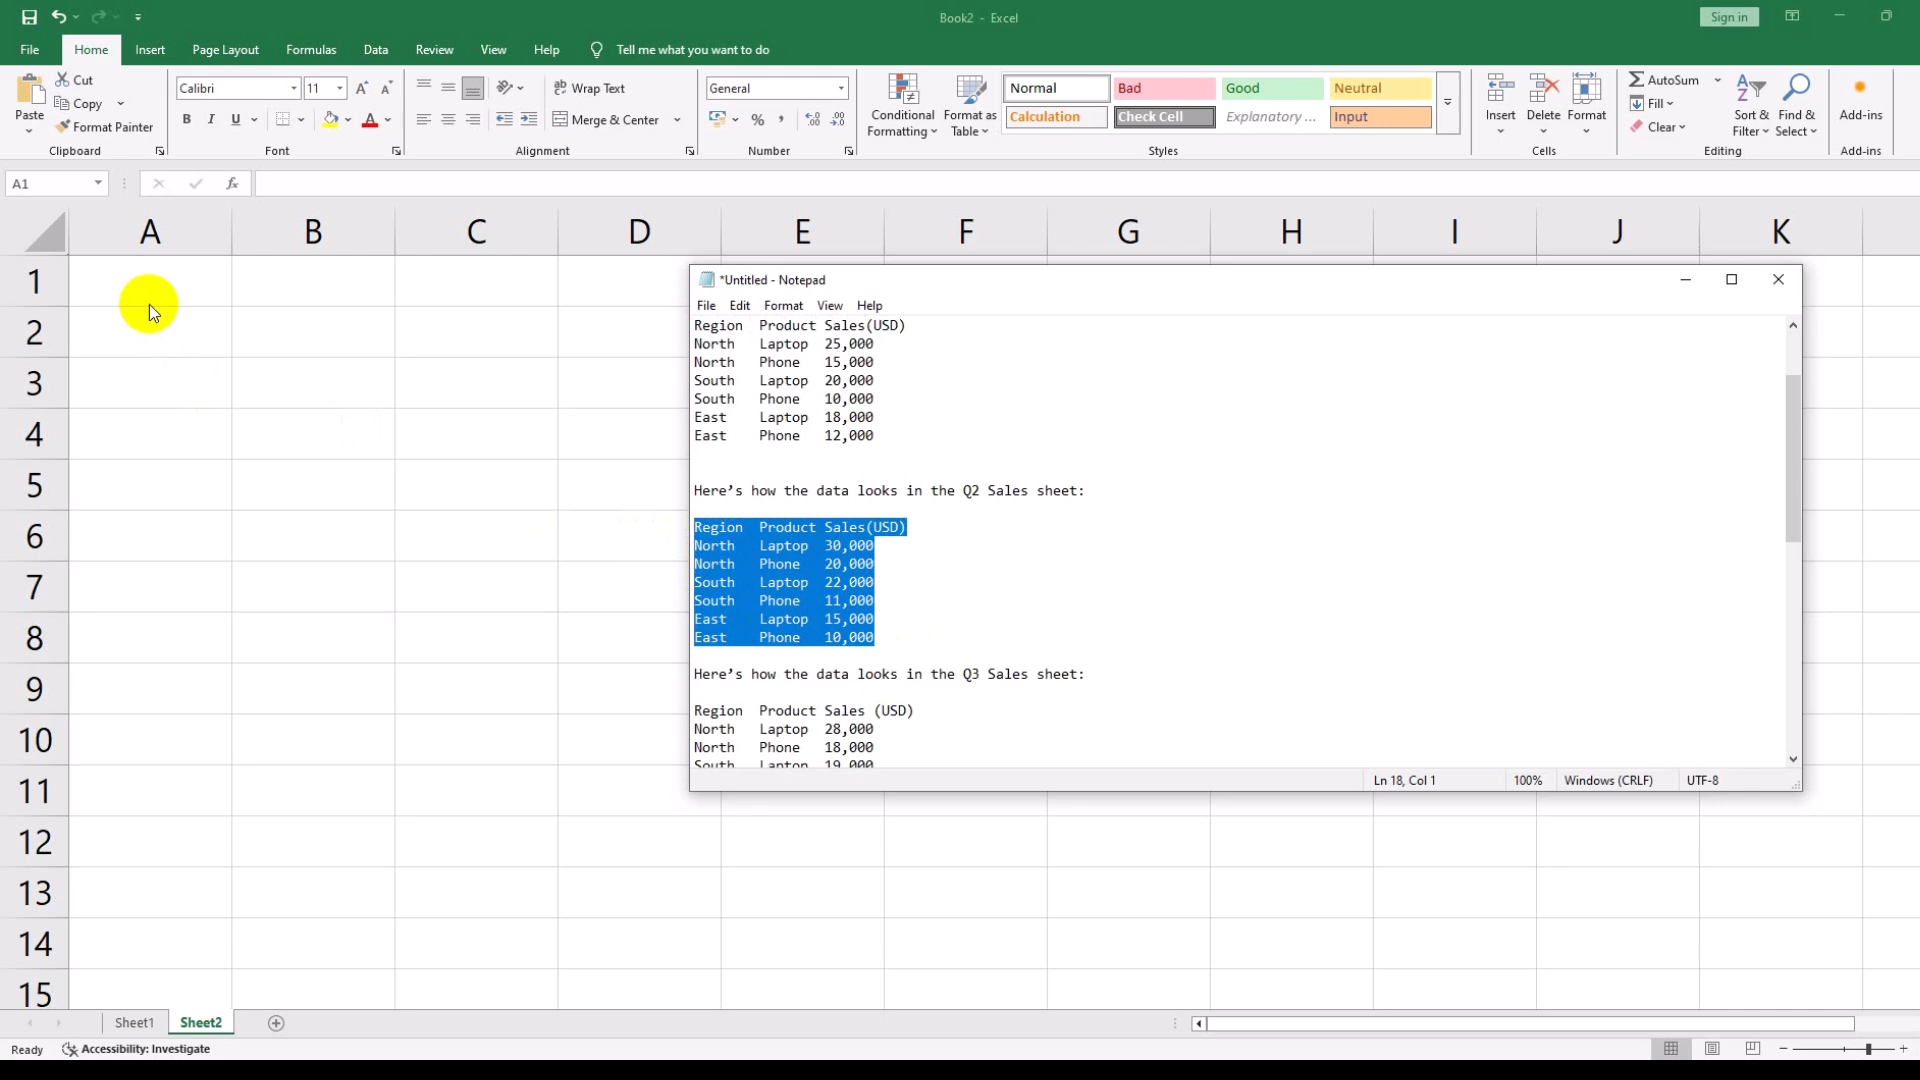 Book2 - Excel
Sign in
File Home Insert Page Layout Formulas Data Review View Help Tell me what you want to do
Paste
Cut
Copy
Format Painter
Clipboard
Calibri 11
B I U
Font
Wrap Text
Merge & Center
Alignment
General
%
Number
Conditional Formatting
Format as Table
Normal Bad Good Neutral
Calculation Check Cell Explanatory ... Input
Styles
Insert Delete Format
Cells
AutoSum
Fill
Clear
Sort & Filter
Find & Select
Editing
Add-ins
Add-ins
A1
fx
A B C D E F G H I J K
1
2
3
4
5
6
7
8
9
10
11
12
13
14
15
*Untitled - Notepad
File Edit Format View Help
Region Product Sales(USD)
North Laptop 25,000
North Phone 15,000
South Laptop 20,000
South Phone 10,000
East Laptop 18,000
East Phone 12,000
Here’s how the data looks in the Q2 Sales sheet:
Region Product Sales(USD)
North Laptop 30,000
North Phone 20,000
South Laptop 22,000
South Phone 11,000
East Laptop 15,000
East Phone 10,000
Here’s how the data looks in the Q3 Sales sheet:
Region Product Sales (USD)
North Laptop 28,000
North Phone 18,000
South Laptop 19,000
Ln 18, Col 1 100% Windows (CRLF) UTF-8
Sheet1 Sheet2
Ready Accessibility: Investigate